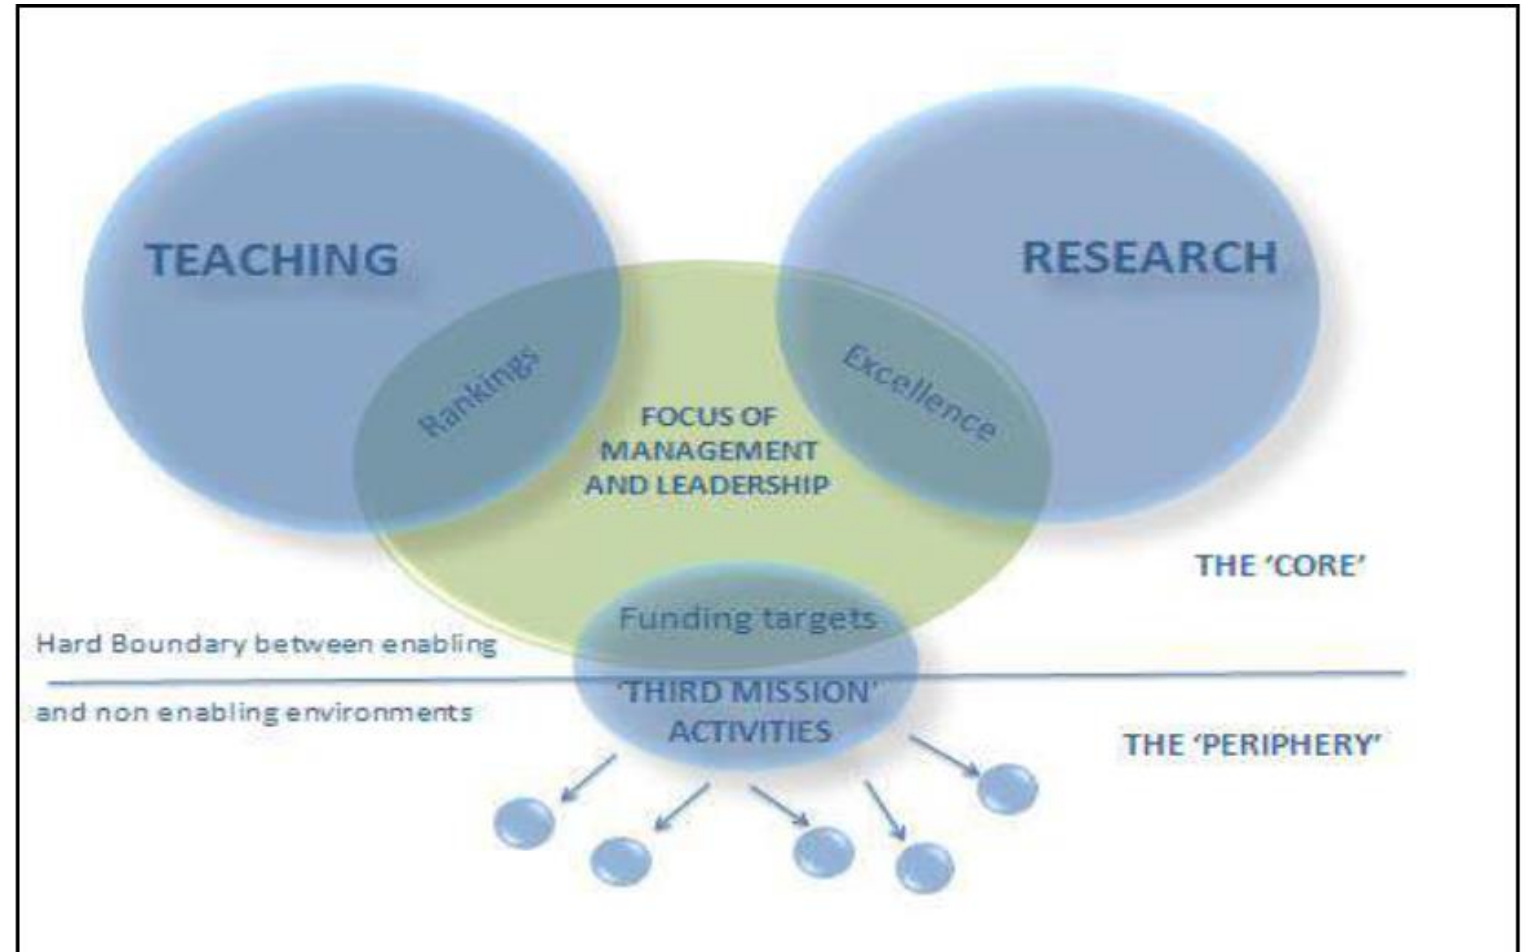 TEACHING
RESEARCH
Rankings
Excellence
FOCUS OF
MANAGEMENT
AND LEADERSHIP
THE ‘CORE’
Funding targets
Hard Boundary between enabling
and non enabling environments
‘THIRD MISSION’
ACTIVITIES
THE ‘PERIPHERY’